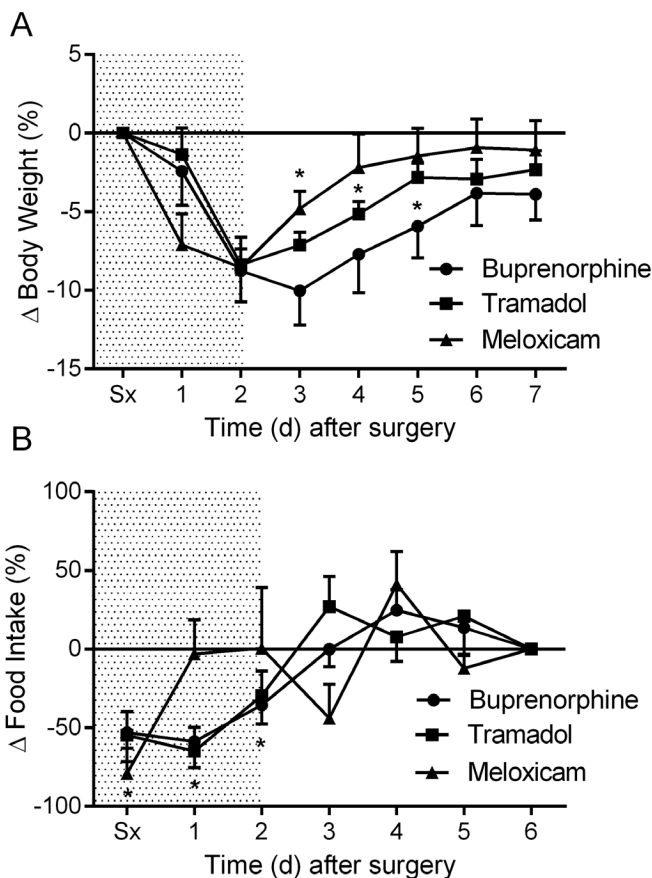 A
Δ Body Weight (%)
5
0
-5
-10
-15
*
*
*
Buprenorphine
Tramadol
Meloxicam
Sx 1 2 3 4 5 6 7
Time (d) after surgery
B
Δ Food Intake (%)
100
50
0
-50
-100
*
*
*
Buprenorphine
Tramadol
Meloxicam
Sx 1 2 3 4 5 6
Time (d) after surgery